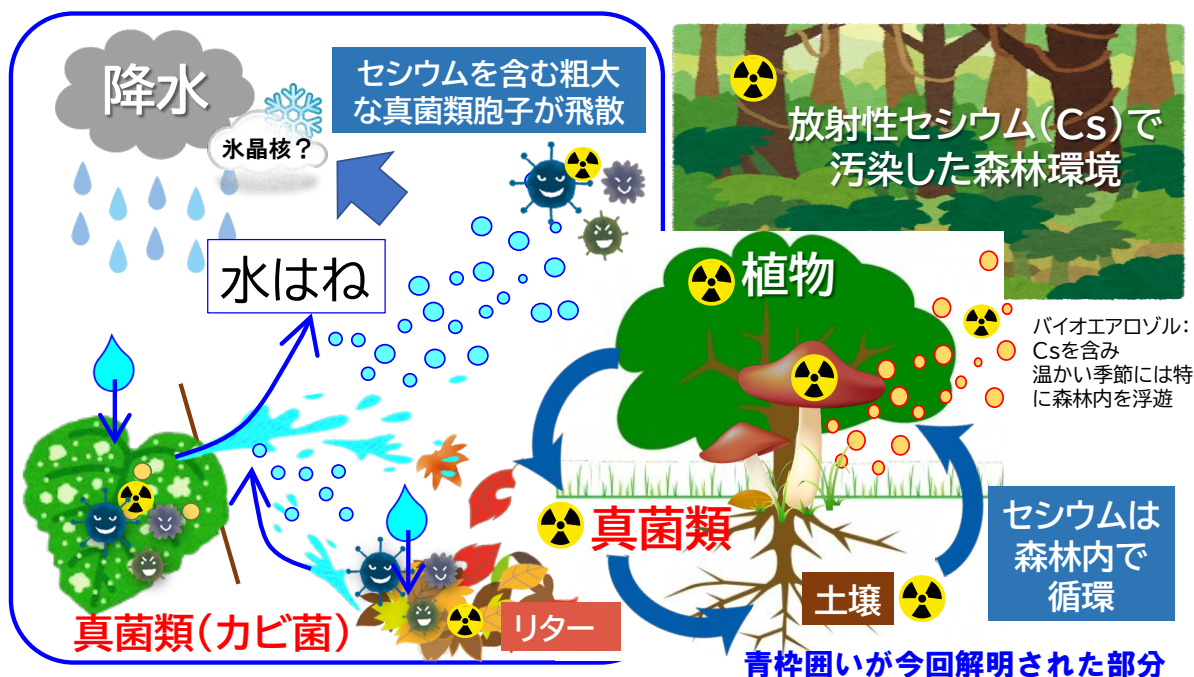 降水
氷晶核？
セシウムを含む粗大
な真菌類胞子が飛散
水はね
真菌類（カビ菌）
リター
放射性セシウム（Cs）で
汚染した森林環境
植物
バイオエアロゾル：
Csを含み
温かい季節には特
に森林内を浮遊
真菌類
土壌
セシウムは
森林内で
循環
青枠囲いが今回解明された部分